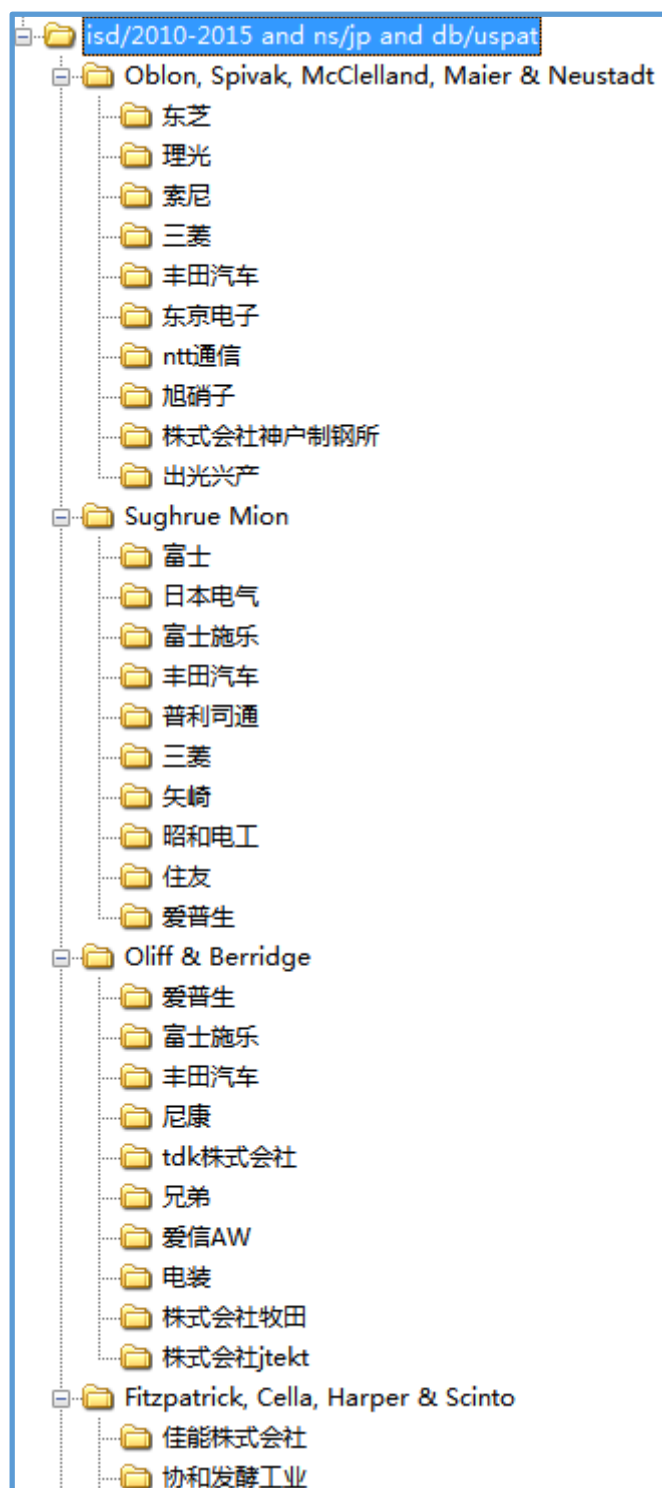 isd/2010-2015 and ns/jp and db/uspat
Oblon, Spivak, McClelland, Maier & Neustadt
东芝
理光
索尼
三菱
丰田汽车
东京电子
ntt通信
旭硝子
株式会社神户制钢所
出光兴产
Sughrue Mion
富士
日本电气
富士施乐
丰田汽车
普利司通
三菱
矢崎
昭和电工
住友
爱普生
Oliff & Berridge
爱普生
富士施乐
丰田汽车
尼康
tdk株式会社
兄弟
爱信AW
电装
株式会社牧田
株式会社jtekt
Fitzpatrick, Cella, Harper & Scinto
佳能株式会社
协和发酵工业